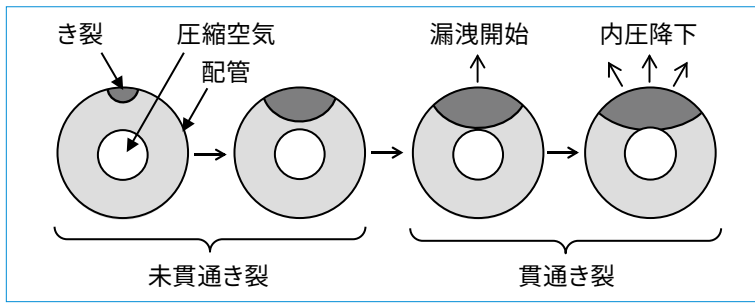 き裂
圧縮空気
配管
漏洩開始
内圧降下
未貫通き裂
貫通き裂